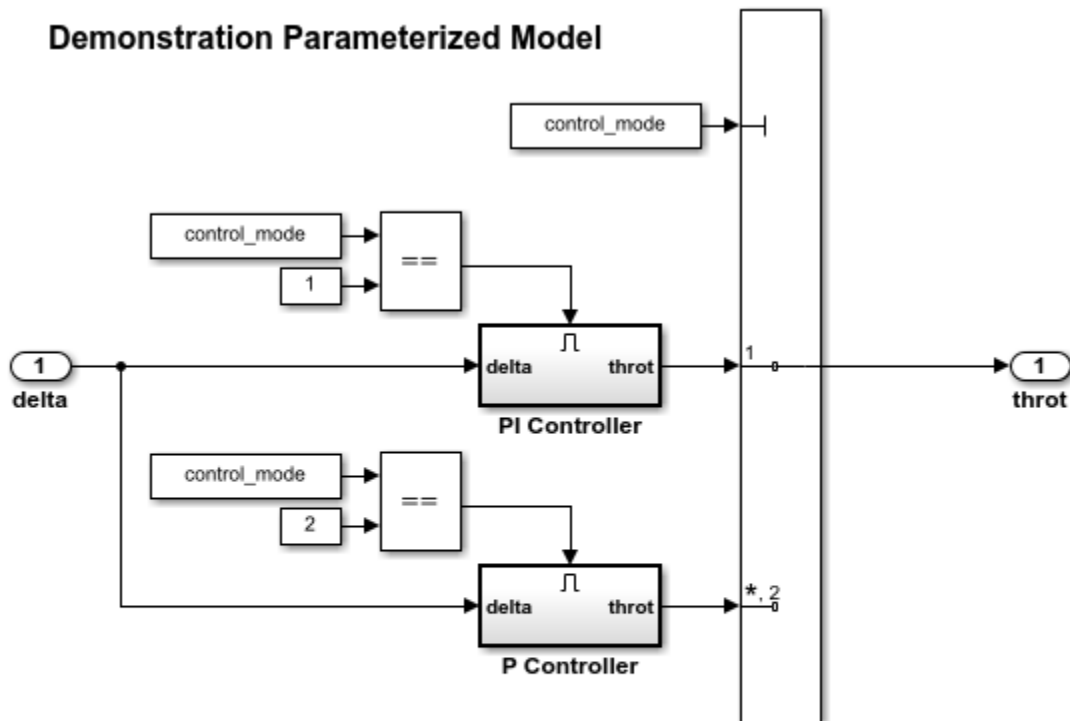 Demonstration Parameterized Model
control_mode
control_mode
==
1
1
delta
delta
throt
PI Controller
1
1
throt
control_mode
==
2
delta
throt
P Controller
*, 2